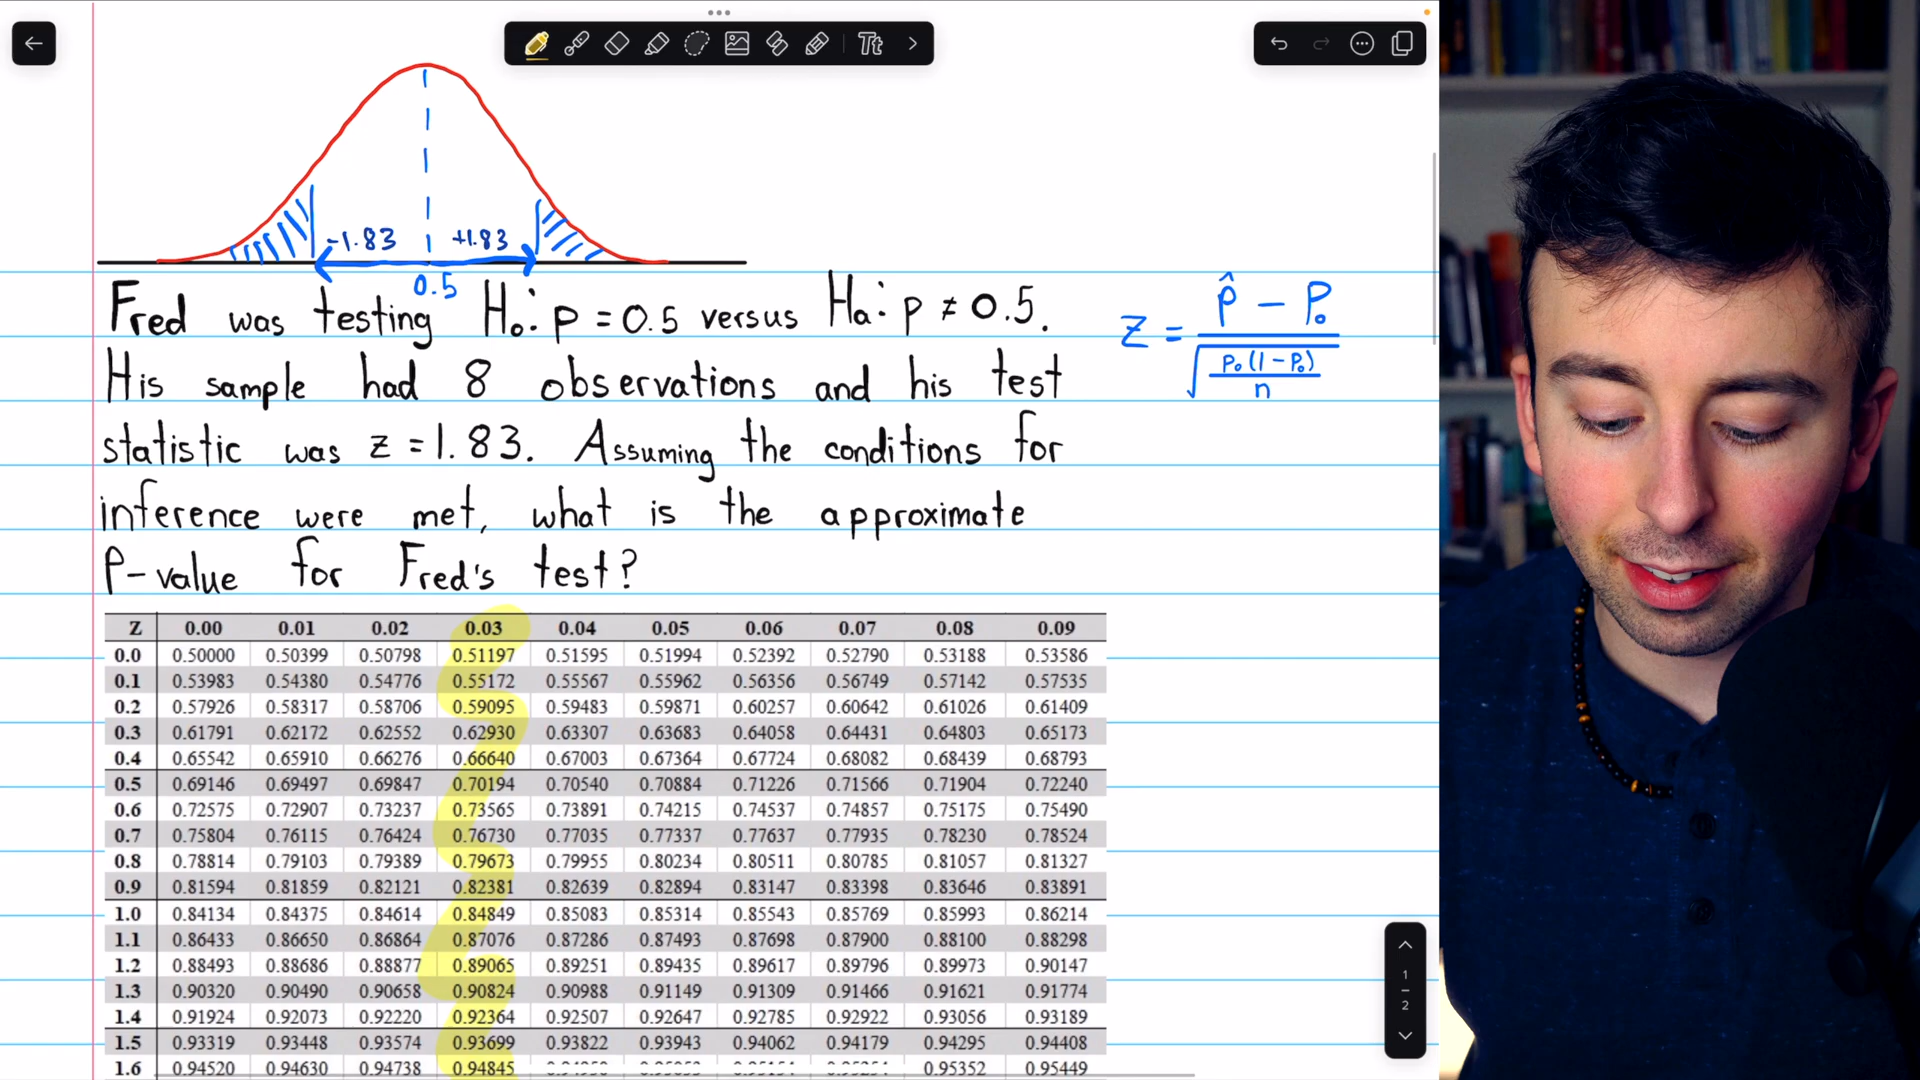 Tt
-1.83 +1.83
0.5
Fred was testing H₀: p = 0.5 versus Ha: p ≠ 0.5.
His sample had 8 observations and his test
statistic was z = 1.83. Assuming the conditions for
inference were met, what is the approximate
P-value for Fred's test?
z = p̂ - P₀
√ P₀(1-P₀)
n
Z 0.00 0.01 0.02 0.03 0.04 0.05 0.06 0.07 0.08 0.09
0.0 0.50000 0.50399 0.50798 0.51197 0.51595 0.51994 0.52392 0.52790 0.53188 0.53586
0.1 0.53983 0.54380 0.54776 0.55172 0.55567 0.55962 0.56356 0.56749 0.57142 0.57535
0.2 0.57926 0.58317 0.58706 0.59095 0.59483 0.59871 0.60257 0.60642 0.61026 0.61409
0.3 0.61791 0.62172 0.62552 0.62930 0.63307 0.63683 0.64058 0.64431 0.64803 0.65173
0.4 0.65542 0.65910 0.66276 0.66640 0.67003 0.67364 0.67724 0.68082 0.68439 0.68793
0.5 0.69146 0.69497 0.69847 0.70194 0.70540 0.70884 0.71226 0.71566 0.71904 0.72240
0.6 0.72575 0.72907 0.73237 0.73565 0.73891 0.74215 0.74537 0.74857 0.75175 0.75490
0.7 0.75804 0.76115 0.76424 0.76730 0.77035 0.77337 0.77637 0.77935 0.78230 0.78524
0.8 0.78814 0.79103 0.79389 0.79673 0.79955 0.80234 0.80511 0.80785 0.81057 0.81327
0.9 0.81594 0.81859 0.82121 0.82381 0.82639 0.82894 0.83147 0.83398 0.83646 0.83891
1.0 0.84134 0.84375 0.84614 0.84849 0.85083 0.85314 0.85543 0.85769 0.85993 0.86214
1.1 0.86433 0.86650 0.86864 0.87076 0.87286 0.87493 0.87698 0.87900 0.88100 0.88298
1.2 0.88493 0.88686 0.88877 0.89065 0.89251 0.89435 0.89617 0.89796 0.89973 0.90147
1.3 0.90320 0.90490 0.90658 0.90824 0.90988 0.91149 0.91309 0.91466 0.91621 0.91774
1.4 0.91924 0.92073 0.92220 0.92364 0.92507 0.92647 0.92785 0.92922 0.93056 0.93189
1.5 0.93319 0.93448 0.93574 0.93699 0.93822 0.93943 0.94062 0.94179 0.94295 0.94408
1.6 0.94520 0.94630 0.94738 0.94845 0.95352 0.95449
1
2